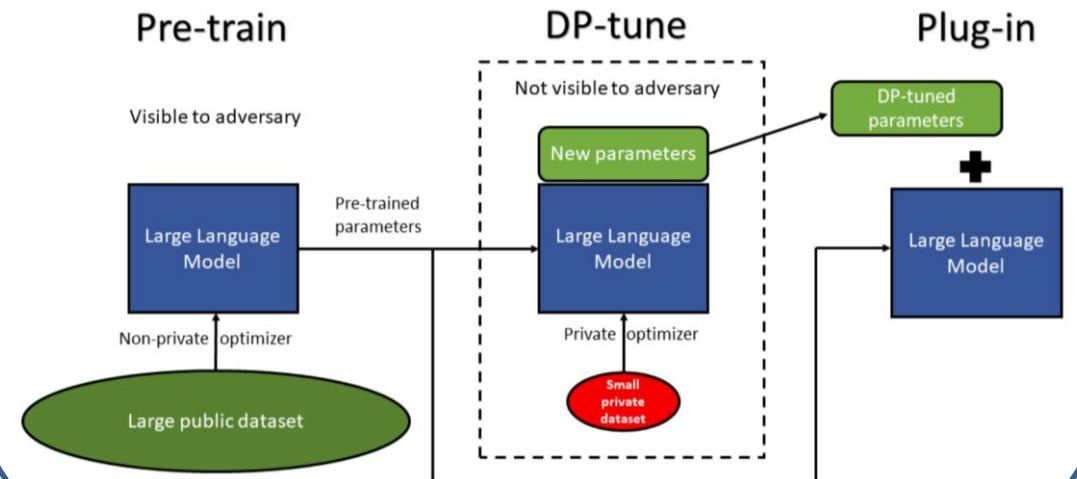 Pre-train
DP-tune
Plug-in
Visible to adversary
Not visible to adversary
DP-tuned
parameters
New parameters
Pre-trained
parameters
Large Language
Model
Large Language
Model
Large Language
Model
Non-private optimizer
Private optimizer
Large public dataset
Small
private
dataset